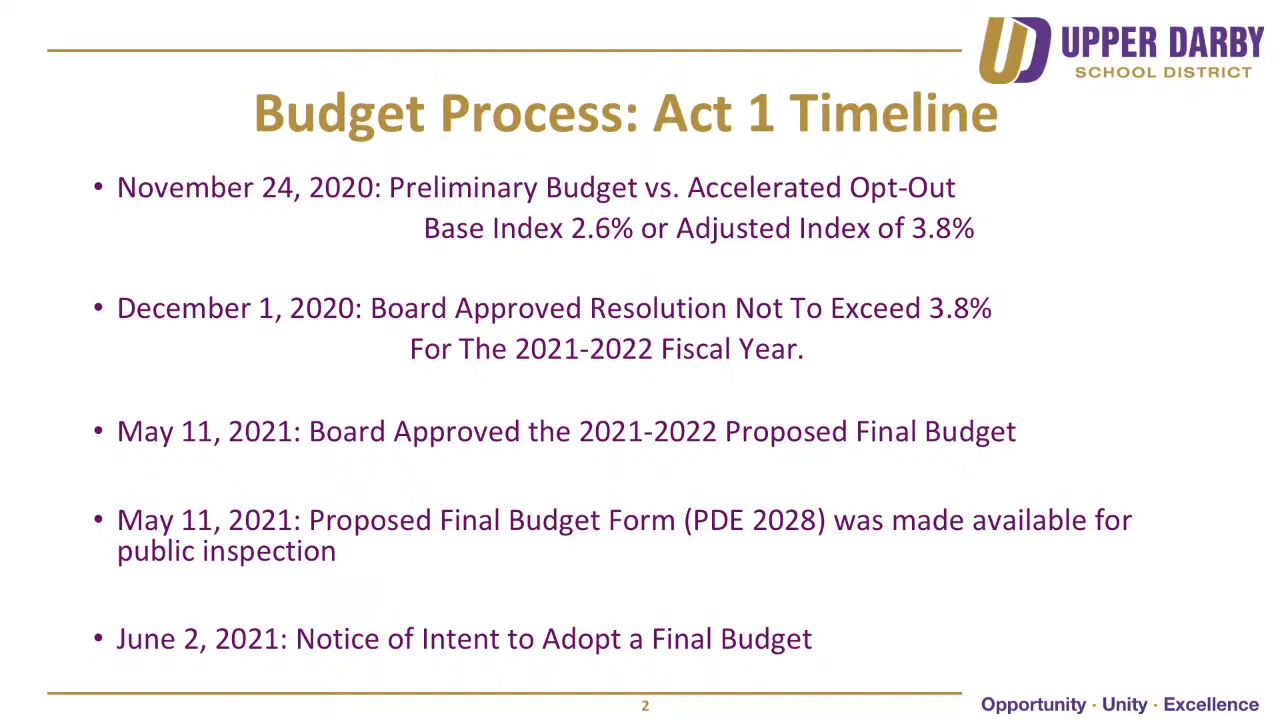 UPPER DARBY
SCHOOL DISTRICT
Budget Process: Act 1 Timeline
• November 24, 2020: Preliminary Budget vs. Accelerated Opt-Out
Base Index 2.6% or Adjusted Index of 3.8%
• December 1, 2020: Board Approved Resolution Not To Exceed 3.8%
For The 2021-2022 Fiscal Year.
• May 11, 2021: Board Approved the 2021-2022 Proposed Final Budget
• May 11, 2021: Proposed Final Budget Form (PDE 2028) was made available for
public inspection
• June 2, 2021: Notice of Intent to Adopt a Final Budget
2
Opportunity · Unity · Excellence